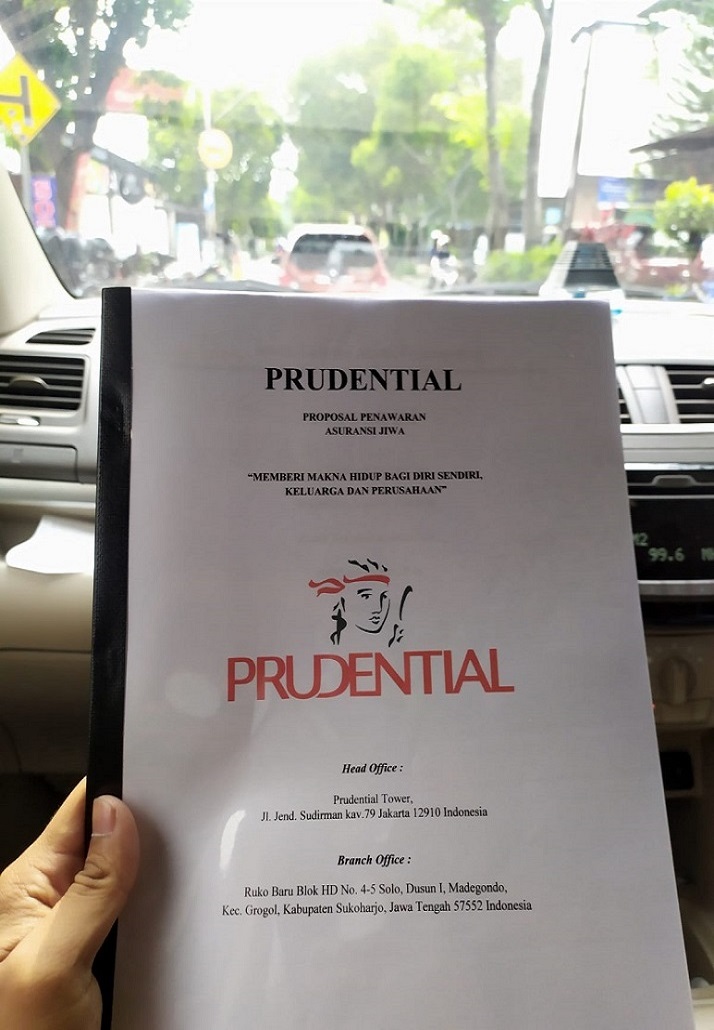 PRUDENTIAL
PROPOSAL PENAWARAN
ASURANSI JIWA
“MEMBERI MAKNA HIDUP BAGI DIRI SENDIRI,
KELUARGA DAN PERUSAHAAN”
PRUDENTIAL
Head Office :
Prudential Tower,
Jl. Jend. Sudirman kav.79 Jakarta 12910 Indonesia
Branch Office :
Ruko Baru Blok HD No. 4-5 Solo, Dusun I, Madegondo,
Kec. Grogol, Kabupaten Sukoharjo, Jawa Tengah 57552 Indonesia
99.6